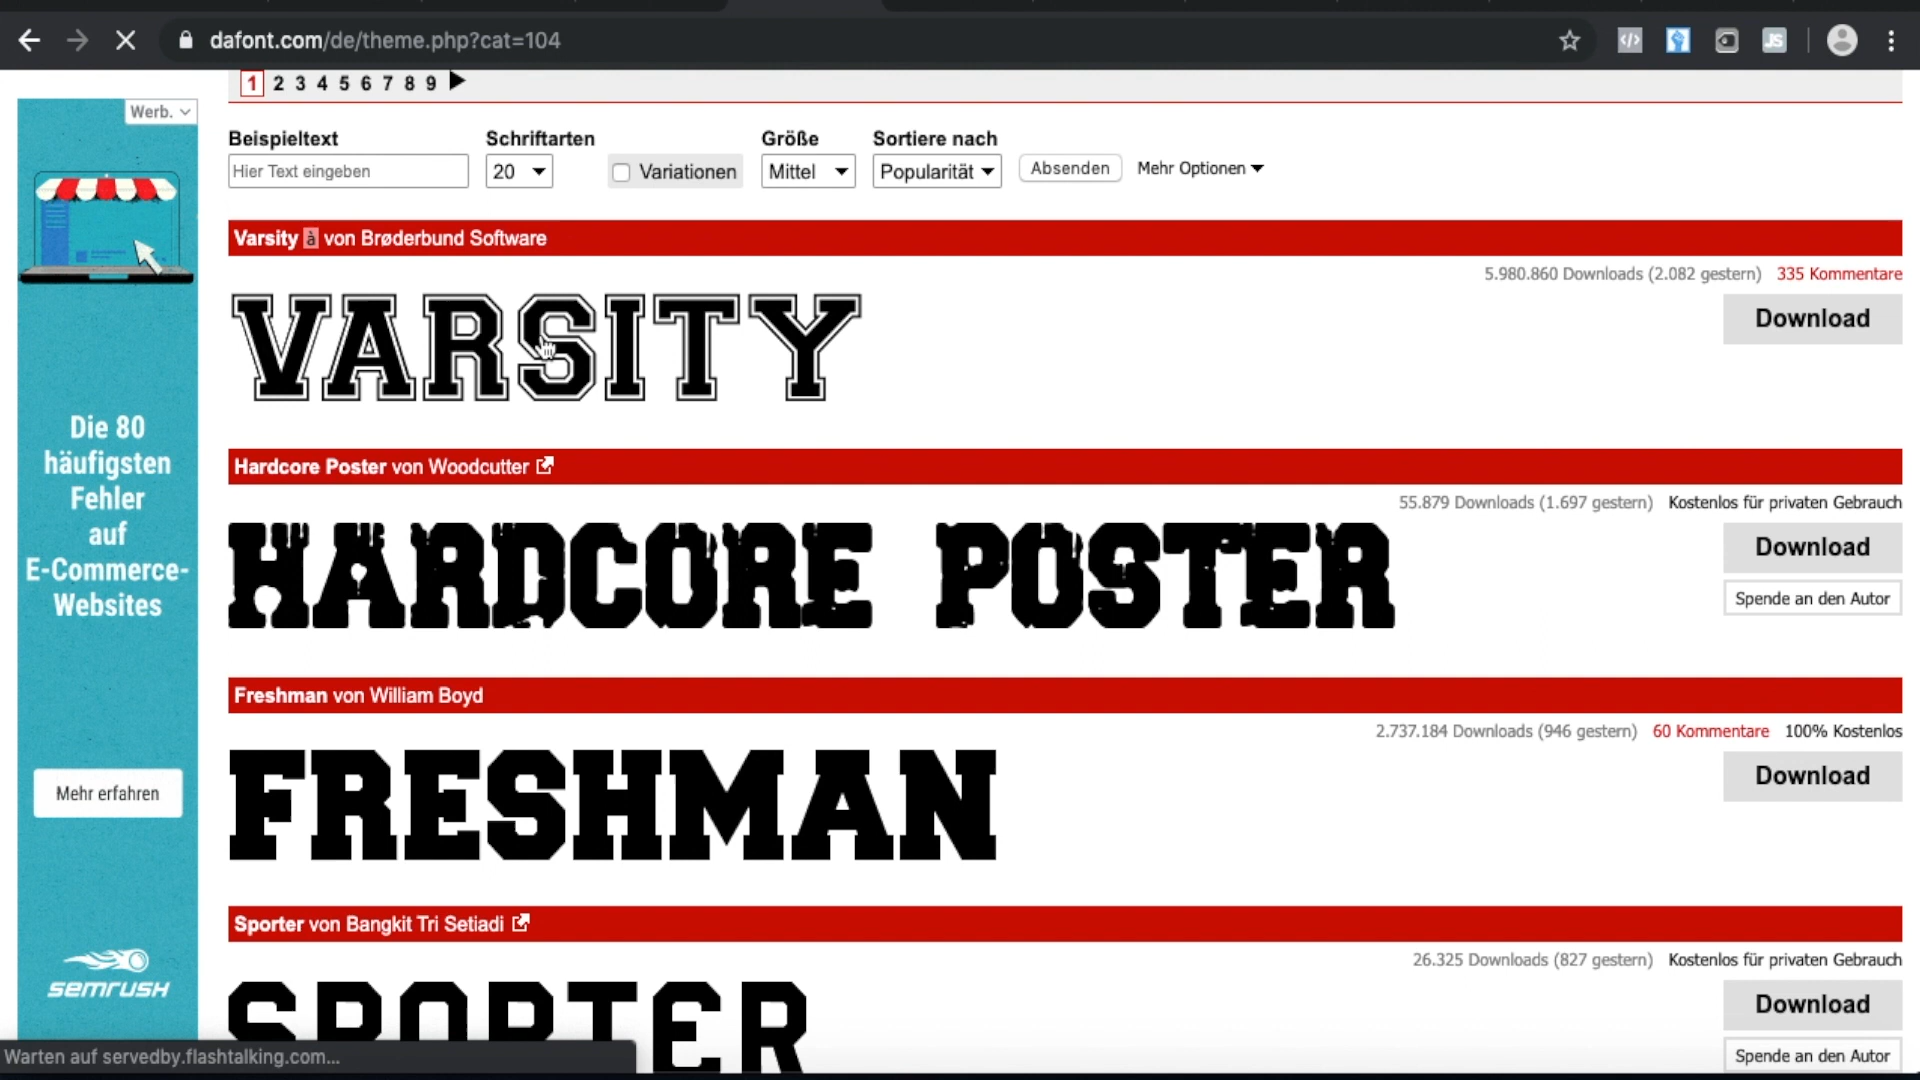 dafont.com/de/theme.php?cat=104
1 2 3 4 5 6 7 8 9
Werb.
Beispieltext Schriftarten Größe Sortiere nach
Hier Text eingeben 20 Variationen Mittel Popularität Absenden Mehr Optionen
Varsity à von Brøderbund Software
5.980.860 Downloads (2.082 gestern) 335 Kommentare
VARSITY
Download
Hardcore Poster von Woodcutter
55.879 Downloads (1.697 gestern) Kostenlos für privaten Gebrauch
HARDCORE POSTER
Download
Spende an den Autor
Freshman von William Boyd
2.737.184 Downloads (946 gestern) 60 Kommentare 100% Kostenlos
FRESHMAN
Download
Sporter von Bangkit Tri Setiadi
26.325 Downloads (827 gestern) Kostenlos für privaten Gebrauch
SPORTER
Download
Spende an den Autor
Die 80
häufigsten
Fehler
auf
E-Commerce-
Websites
Mehr erfahren
semrush
Warten auf servedby.flashtalking.com...